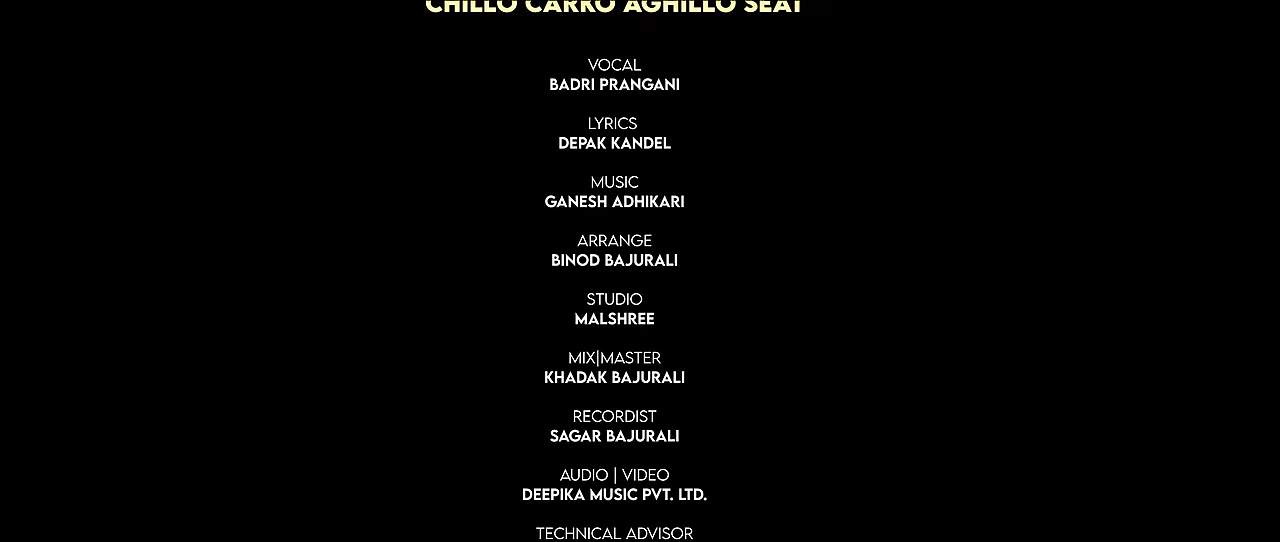 CHILLO CARKO AGHILLO SEAT
VOCAL
BADRI PRANGANI
LYRICS
DEPAK KANDEL
MUSIC
GANESH ADHIKARI
ARRANGE
BINOD BAJURALI
STUDIO
MALSHREE
MIX|MASTER
KHADAK BAJURALI
RECORDIST
SAGAR BAJURALI
AUDIO | VIDEO
DEEPIKA MUSIC PVT. LTD.
TECHNICAL ADVISOR